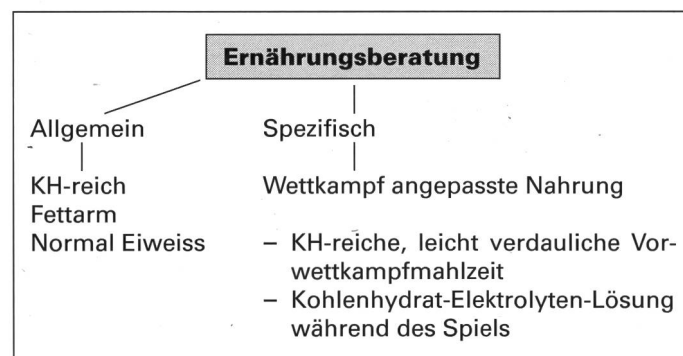 Ernährungsberatung
Allgemein
Spezifisch
KH-reich
Fettarm
Normal Eiweiss
Wettkampf angepasste Nahrung
– KH-reiche, leicht verdauliche Vor-
wettkampfmahlzeit
– Kohlenhydrat-Elektrolyten-Lösung
während des Spiels